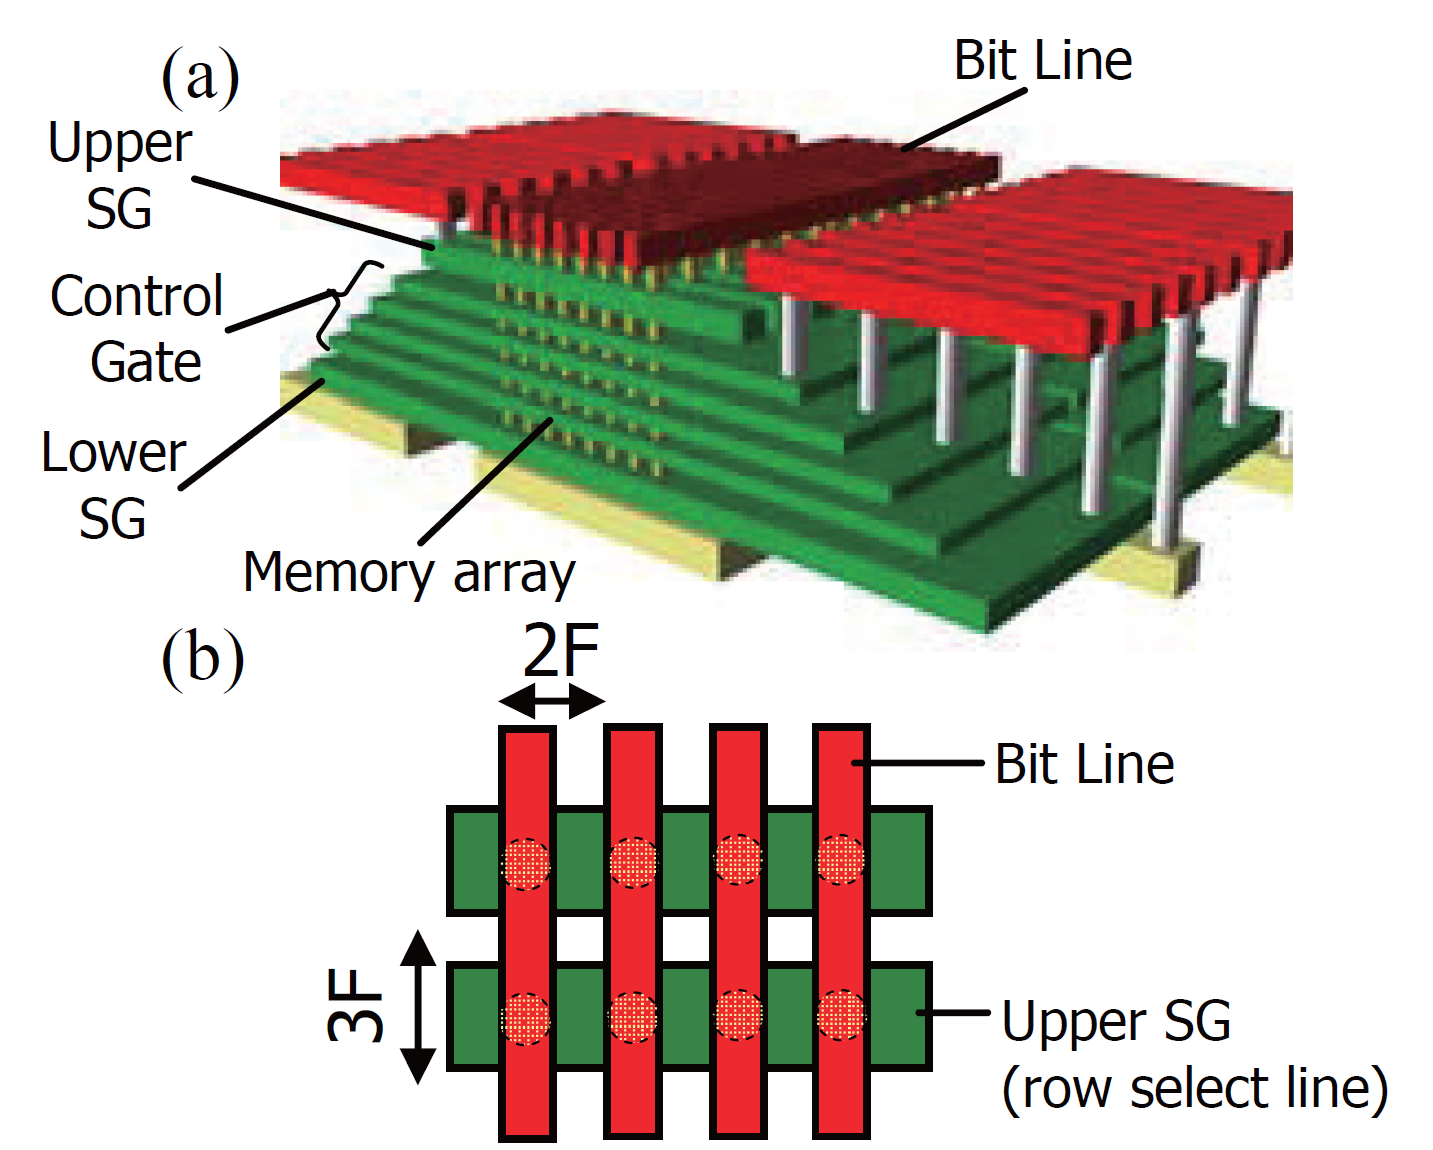 (a)
Bit Line
Upper
SG
Control
Gate
Lower
SG
Memory array
(b)
2F
Bit Line
3F
Upper SG
(row select line)